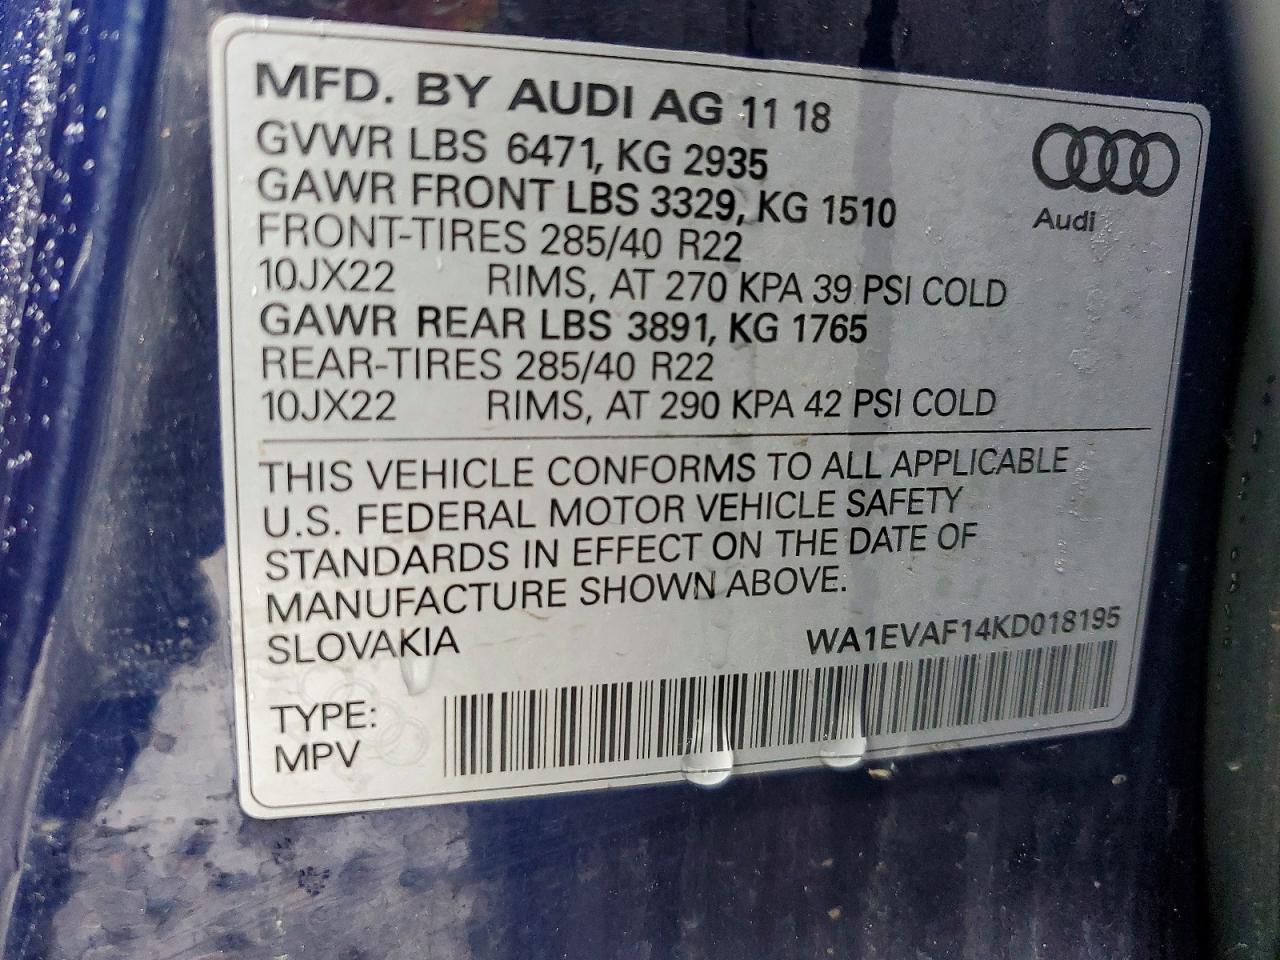 MFD. BY AUDI AG 11 18
GVWR LBS 6471, KG 2935
GAWR FRONT LBS 3329, KG 1510
FRONT-TIRES 285/40 R22
10JX22 RIMS, AT 270 KPA 39 PSI COLD
GAWR REAR LBS 3891, KG 1765
REAR-TIRES 285/40 R22
10JX22 RIMS, AT 290 KPA 42 PSI COLD
Audi
THIS VEHICLE CONFORMS TO ALL APPLICABLE
U.S. FEDERAL MOTOR VEHICLE SAFETY
STANDARDS IN EFFECT ON THE DATE OF
MANUFACTURE SHOWN ABOVE.
SLOVAKIA
WA1EVAF14KD018195
TYPE:
MPV